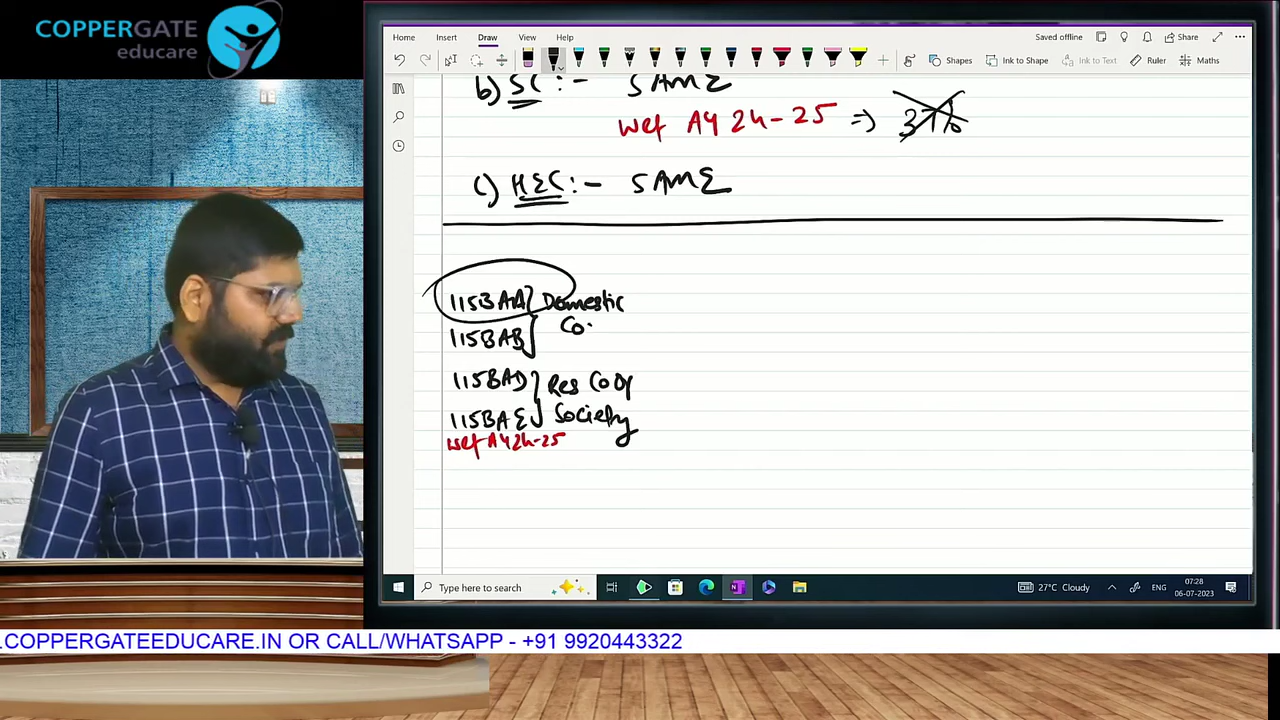 COPPERGATE
educare
Home Insert Draw View Help
Saved offline Share
Shapes Ink to Shape Ink to Text Ruler Maths
b) SC :- SAME
wef AY 24-25 => 37%
c) HEC :- SAME
115BAA Domestic
115BAB Co.
115BAD Res CoOp
115BAE Society
wef AY 24-25
Type here to search
27°C Cloudy ENG 07:28
06-07-2023
.COPPERGATEEDUCARE.IN OR CALL/WHATSAPP - +91 9920443322